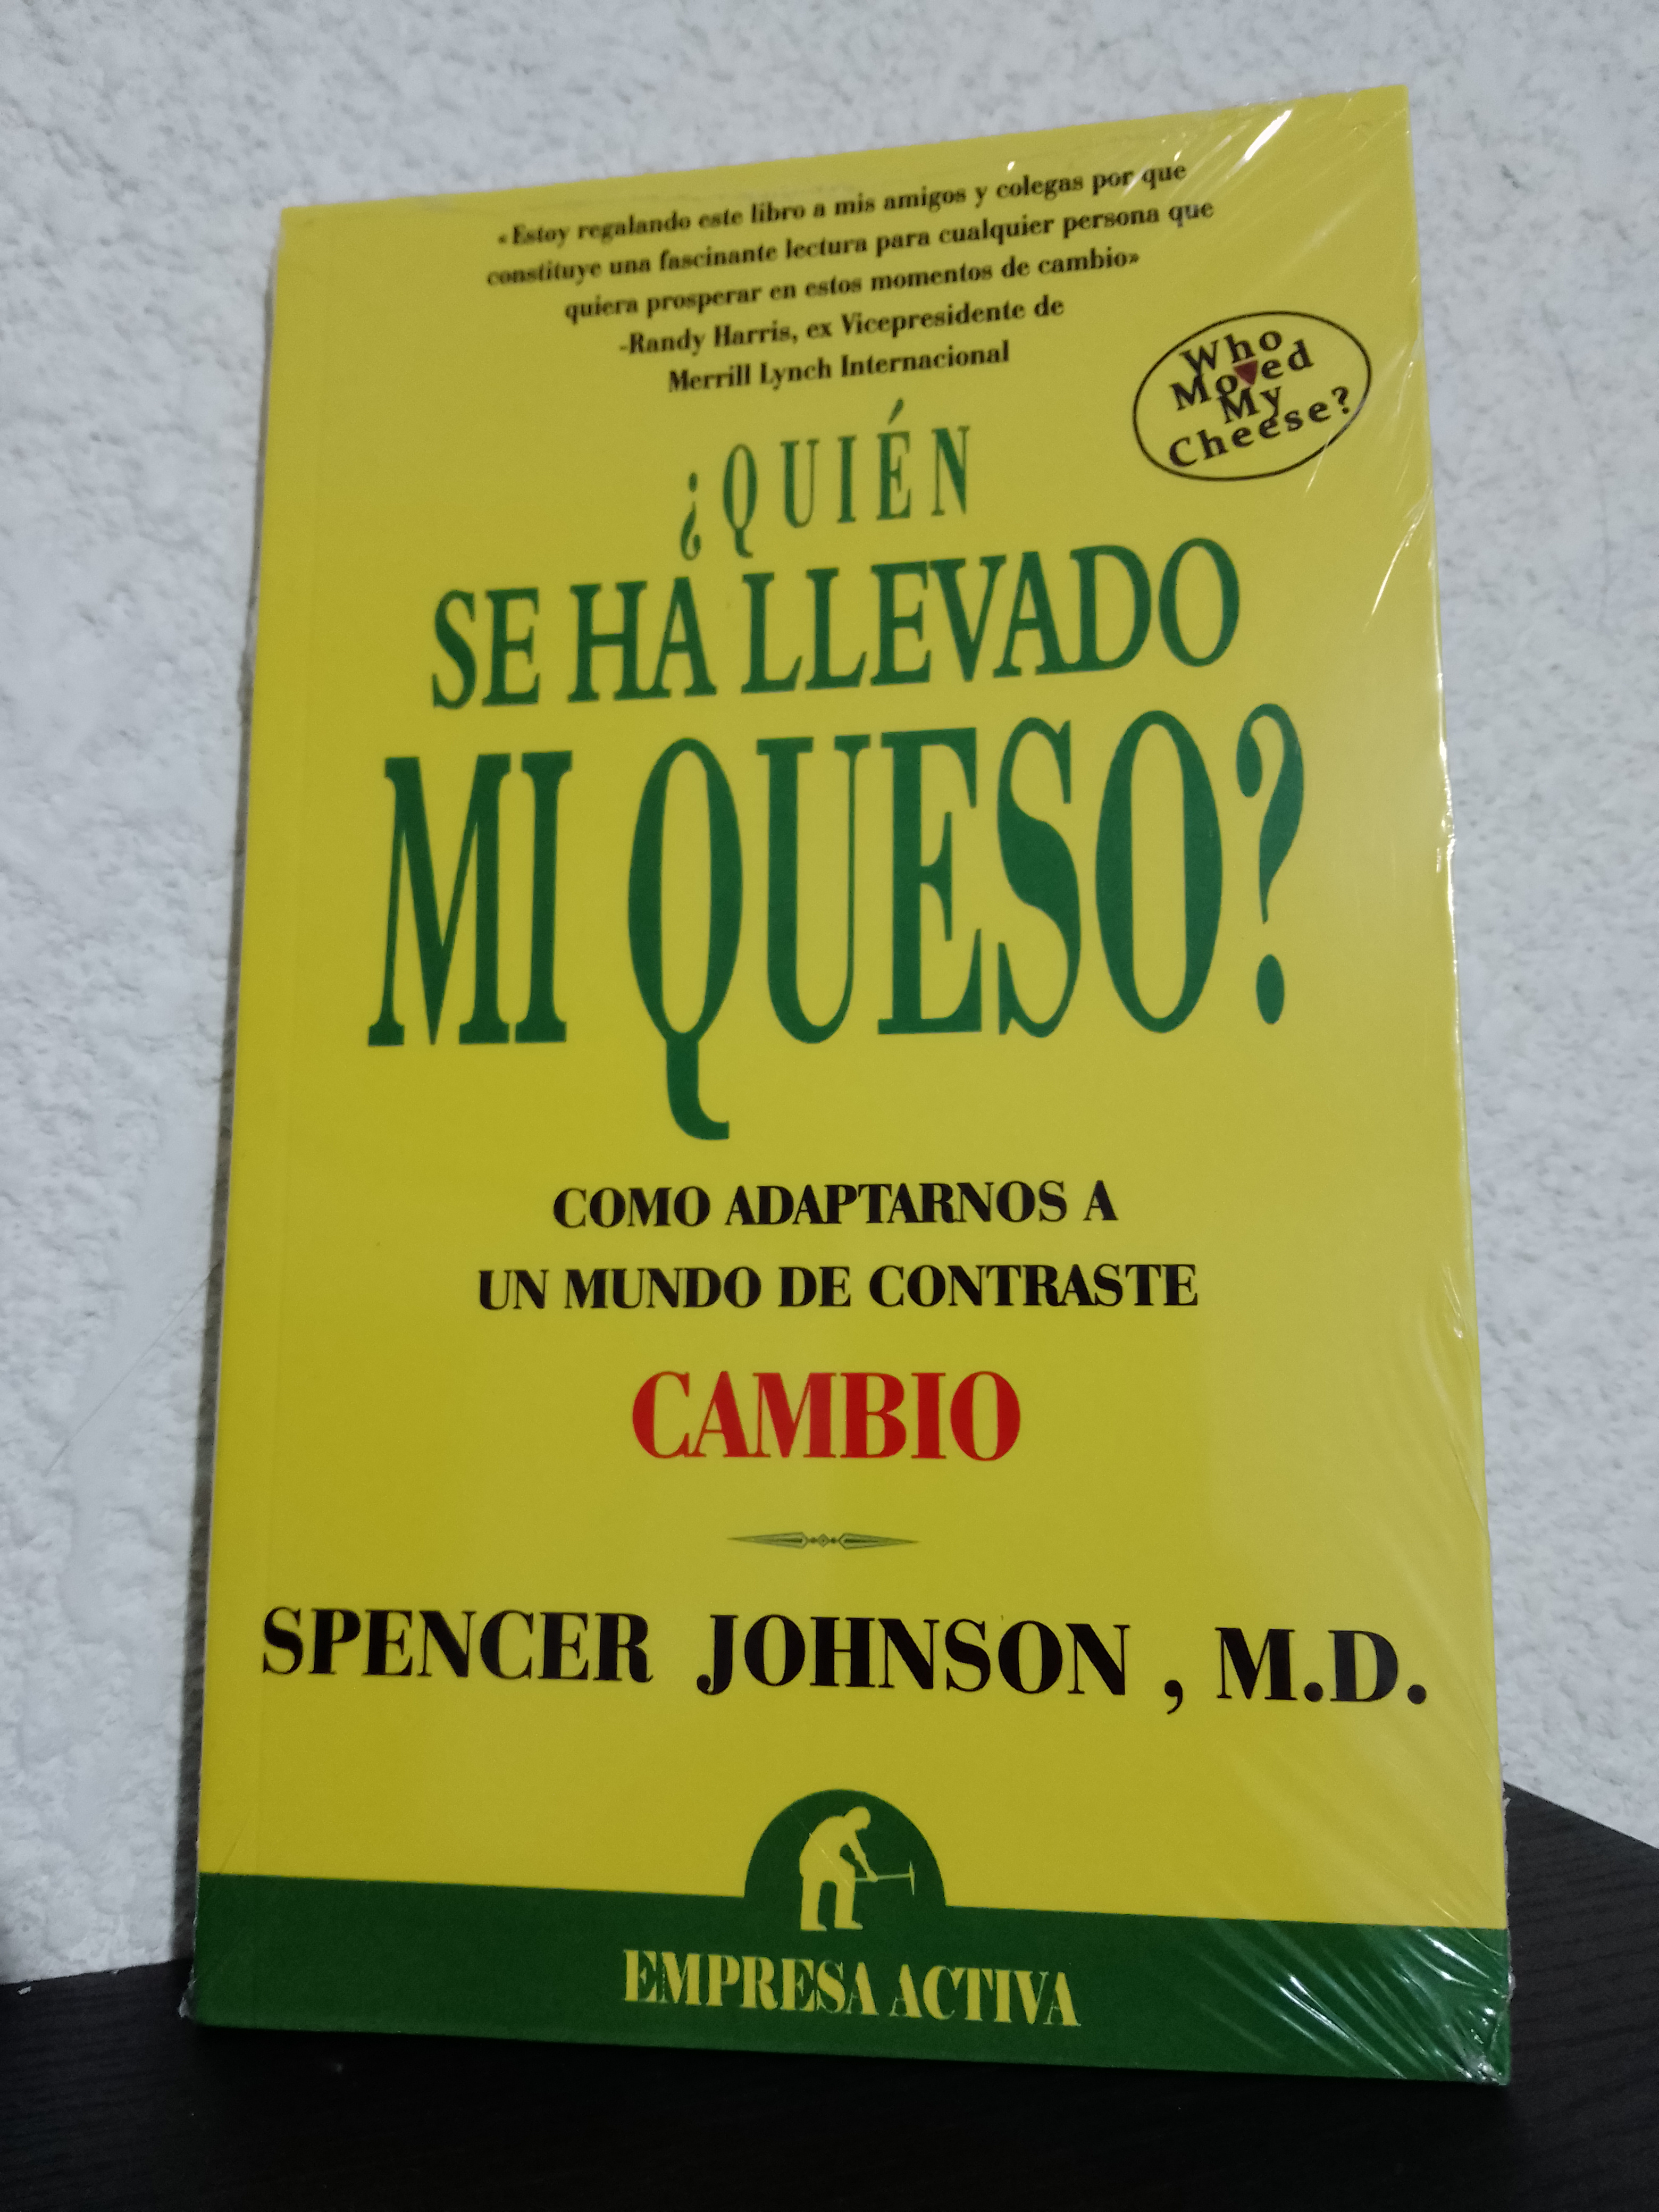 «Estoy regalando este libro a mis amigos y colegas por que
constituye una fascinante lectura para cualquier persona que
quiera prosperar en estos momentos de cambio»
-Randy Harris, ex Vicepresidente de
Merrill Lynch Internacional
Who
Moved
My
Cheese?
¿QUIÉN
SE HA LLEVADO
MI QUESO?
COMO ADAPTARNOS A
UN MUNDO DE CONTRASTE
CAMBIO
SPENCER JOHNSON , M.D.
EMPRESA ACTIVA